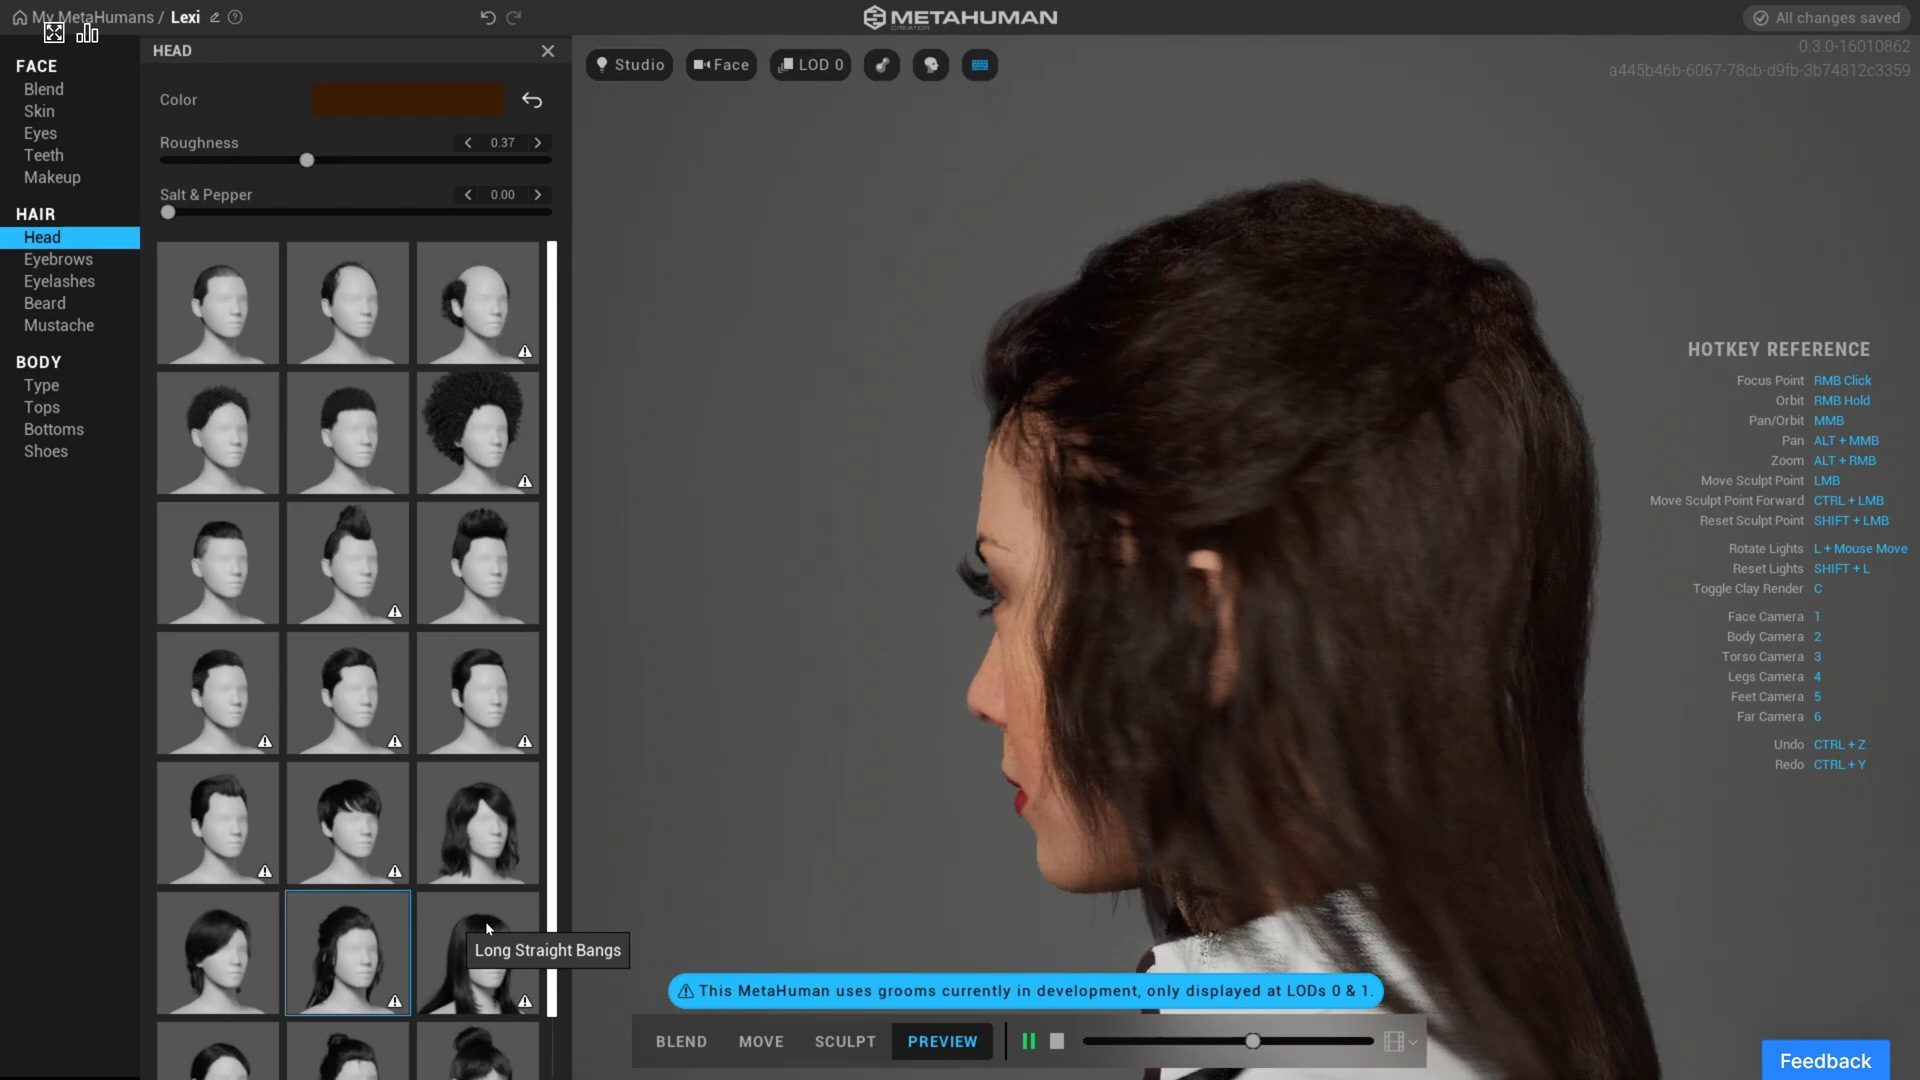 My MetaHumans / Lexi
METAHUMAN
CREATOR
All changes saved
0.3.0-16010862
a445b46b-6067-78cb-d9fb-3b74812c3359
FACE
Blend
Skin
Eyes
Teeth
Makeup
HAIR
Head
Eyebrows
Eyelashes
Beard
Mustache
BODY
Type
Tops
Bottoms
Shoes
HEAD
Color
Roughness 0.37
Salt & Pepper 0.00
Long Straight Bangs
Studio
Face
LOD 0
HOTKEY REFERENCE
Focus Point RMB Click
Orbit RMB Hold
Pan/Orbit MMB
Pan ALT + MMB
Zoom ALT + RMB
Move Sculpt Point LMB
Move Sculpt Point Forward CTRL + LMB
Reset Sculpt Point SHIFT + LMB
Rotate Lights L + Mouse Move
Reset Lights SHIFT + L
Toggle Clay Render C
Face Camera 1
Body Camera 2
Torso Camera 3
Legs Camera 4
Feet Camera 5
Far Camera 6
Undo CTRL + Z
Redo CTRL + Y
This MetaHuman uses grooms currently in development, only displayed at LODs 0 & 1.
BLEND
MOVE
SCULPT
PREVIEW
Feedback